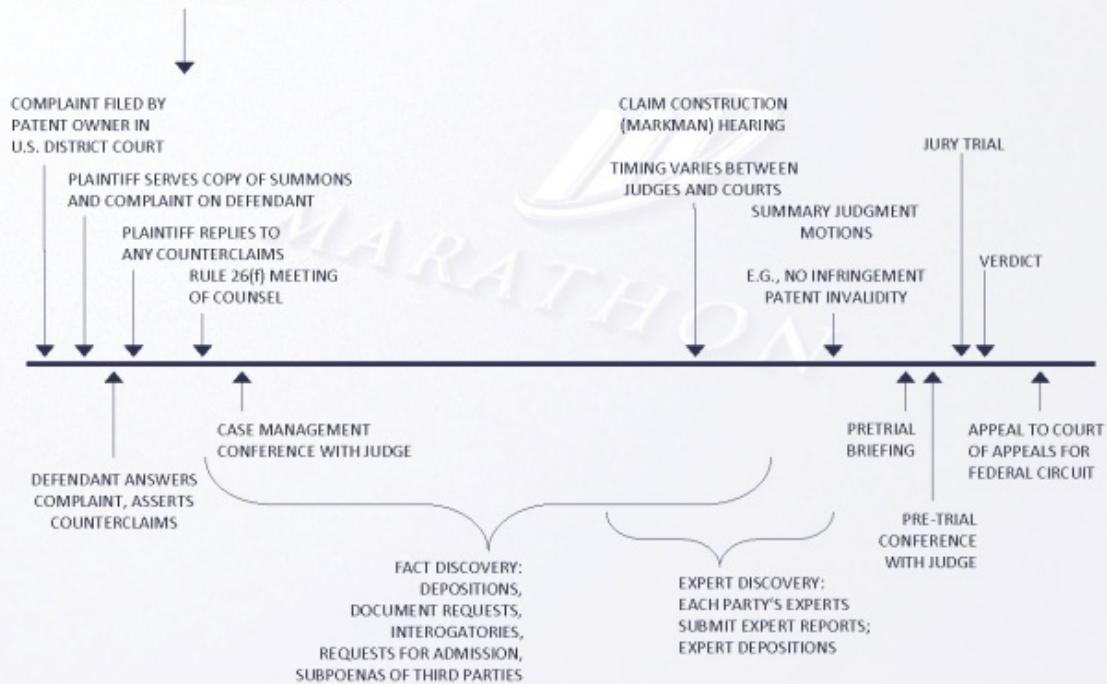 COMPLAINT FILED BY
PATENT OWNER IN
U.S. DISTRICT COURT
PLAINTIFF SERVES COPY OF SUMMONS
AND COMPLAINT ON DEFENDANT
PLAINTIFF REPLIES TO
ANY COUNTERCLAIMS
RULE 26(f) MEETING
OF COUNSEL
CLAIM CONSTRUCTION
(MARKMAN) HEARING
TIMING VARIES BETWEEN
JUDGES AND COURTS
SUMMARY JUDGMENT
MOTIONS
E.G., NO INFRINGEMENT
PATENT INVALIDITY
JURY TRIAL
VERDICT
MARATHON
DEFENDANT ANSWERS
COMPLAINT, ASSERTS
COUNTERCLAIMS
CASE MANAGEMENT
CONFERENCE WITH JUDGE
FACT DISCOVERY:
DEPOSITIONS,
DOCUMENT REQUESTS,
INTEROGATORIES,
REQUESTS FOR ADMISSION,
SUBPOENAS OF THIRD PARTIES
EXPERT DISCOVERY:
EACH PARTY'S EXPERTS
SUBMIT EXPERT REPORTS;
EXPERT DEPOSITIONS
PRETRIAL
BRIEFING
PRE-TRIAL
CONFERENCE
WITH JUDGE
APPEAL TO COURT
OF APPEALS FOR
FEDERAL CIRCUIT